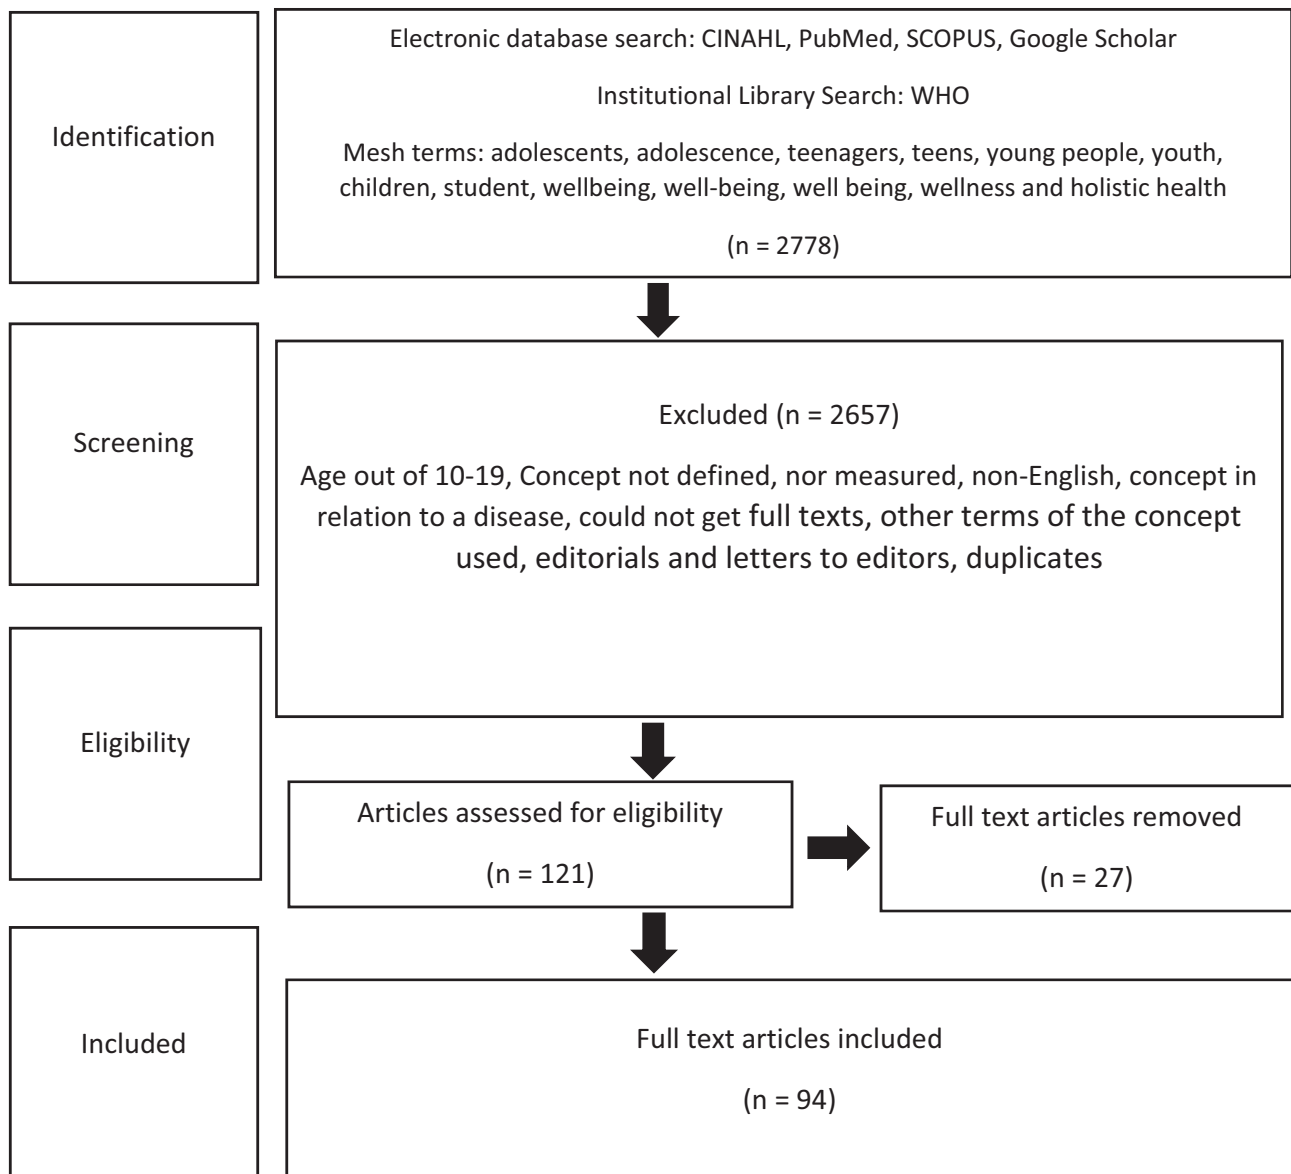 Identification
Electronic database search: CINAHL, PubMed, SCOPUS, Google Scholar
Institutional Library Search: WHO
Mesh terms: adolescents, adolescence, teenagers, teens, young people, youth,
children, student, wellbeing, well-being, well being, wellness and holistic health
(n = 2778)
Screening
Excluded (n = 2657)
Age out of 10-19, Concept not defined, nor measured, non-English, concept in
relation to a disease, could not get full texts, other terms of the concept
used, editorials and letters to editors, duplicates
Eligibility
Articles assessed for eligibility
(n = 121)
Full text articles removed
(n = 27)
Included
Full text articles included
(n = 94)